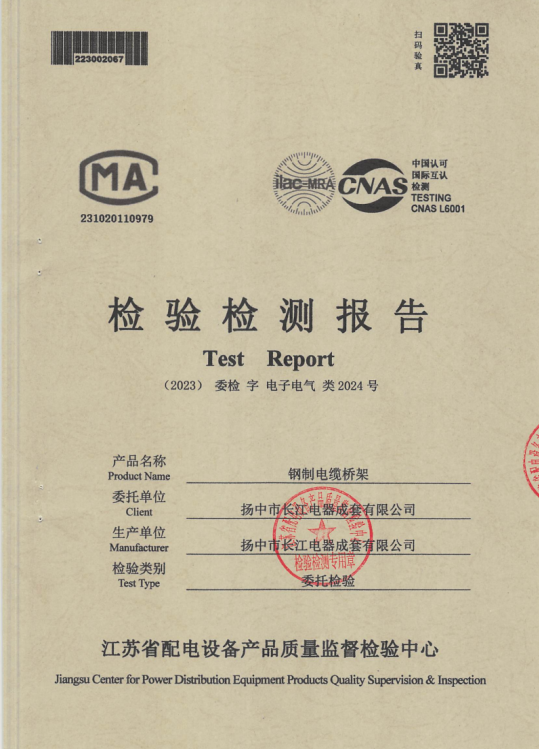 223002067
扫码验真
MA
231020110979
ilac-MRA
CNAS
中国认可
国际互认
检测
TESTING
CNAS L6001
检验检测报告
Test Report
（2023） 委检 字 电子电气 类 2024 号
产品名称 钢制电缆桥架
Product Name
委托单位 扬中市长江电器成套有限公司
Client
生产单位 扬中市长江电器成套有限公司
Manufacturer
检验检测专用章
检验类别 委托检验
Test Type
江苏省配电设备产品质量监督检验中心
Jiangsu Center for Power Distribution Equipment Products Quality Supervision & Inspection